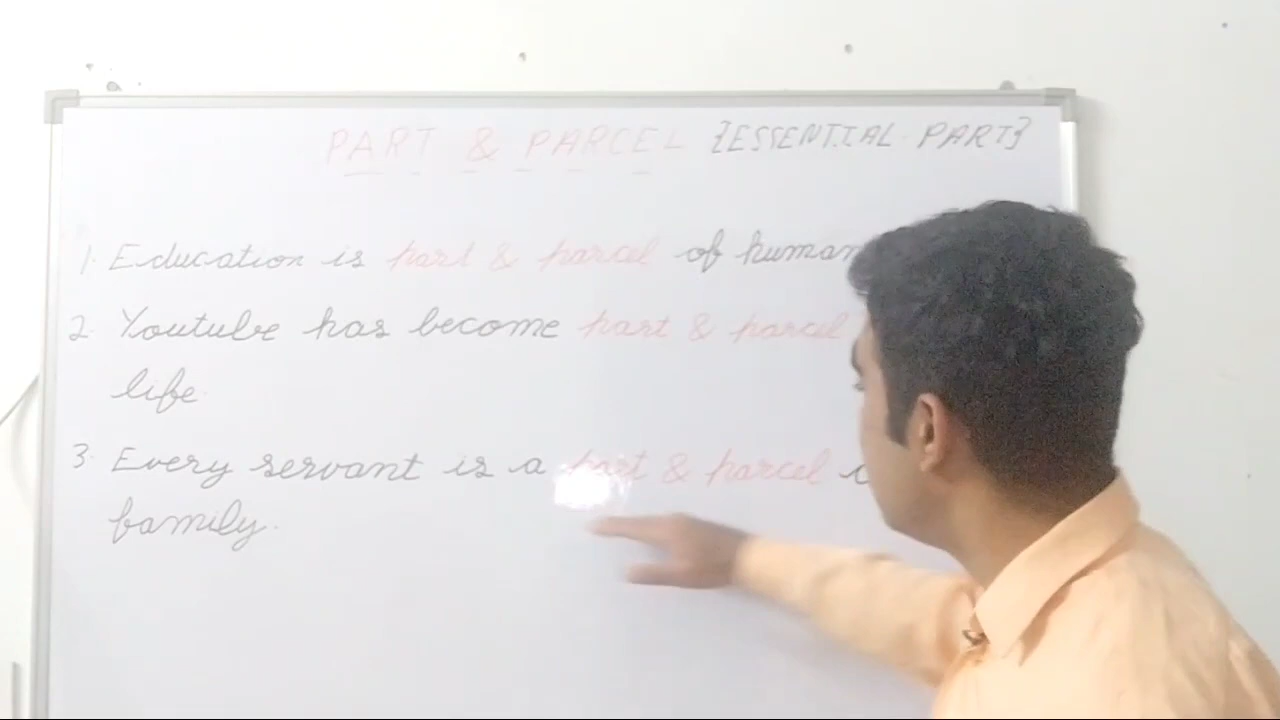 PART & PARCEL {ESSENTIAL PART}
1. Education is part & parcel of human
2. Youtube has become part & parcel
life.
3. Every servant is a part & parcel
family.